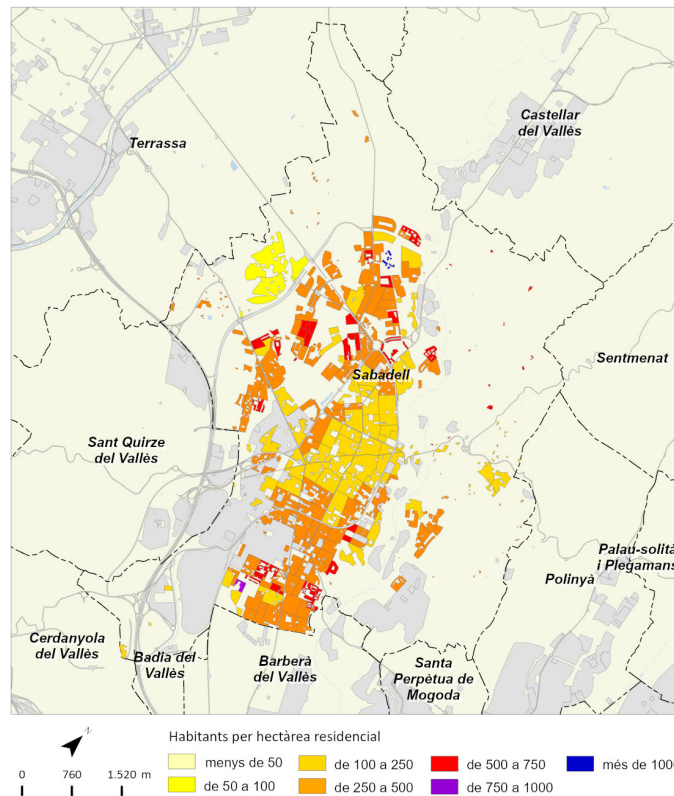 Castellar
del Vallès
Terrassa
Sentmenat
Sabadell
Sant Quirze
del Vallès
Palau-solità
i Plegamans
Polinyà
Cerdanyola
del Vallès
Badia del
Vallès
Barberà
del Vallès
Santa
Perpètua de
Mogoda
N
0 760 1.520 m
Habitants per hectàrea residencial
menys de 50
de 50 a 100
de 100 a 250
de 250 a 500
de 500 a 750
de 750 a 1000
més de 1000